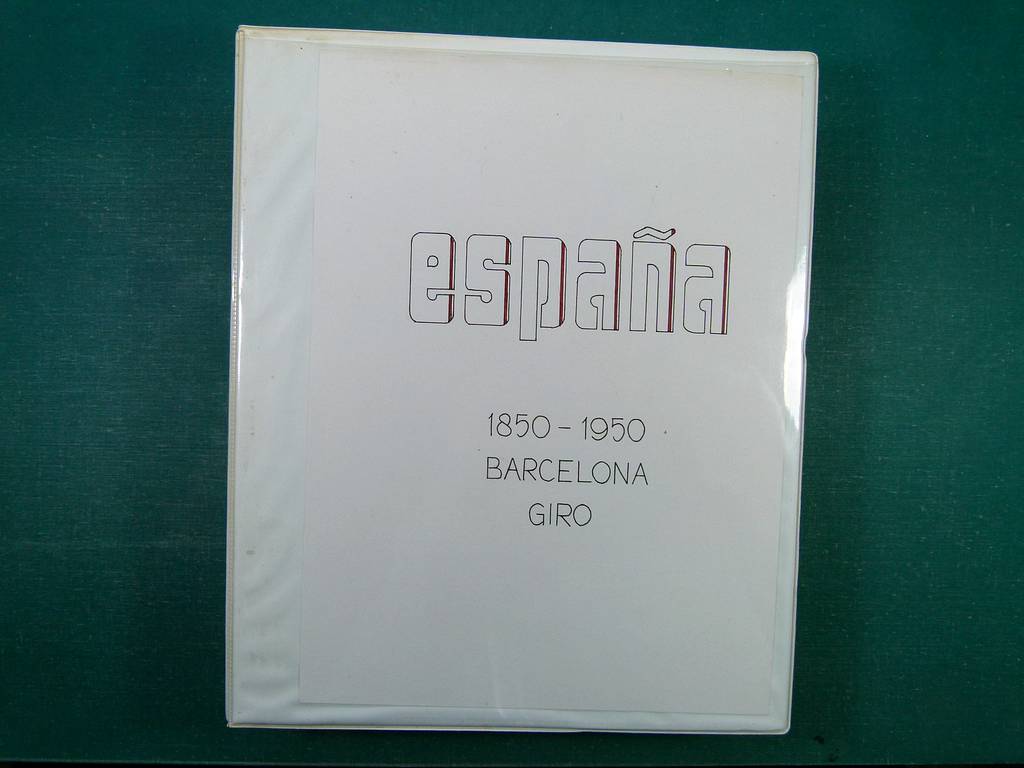 españa
1850 - 1950
BARCELONA
GIRO